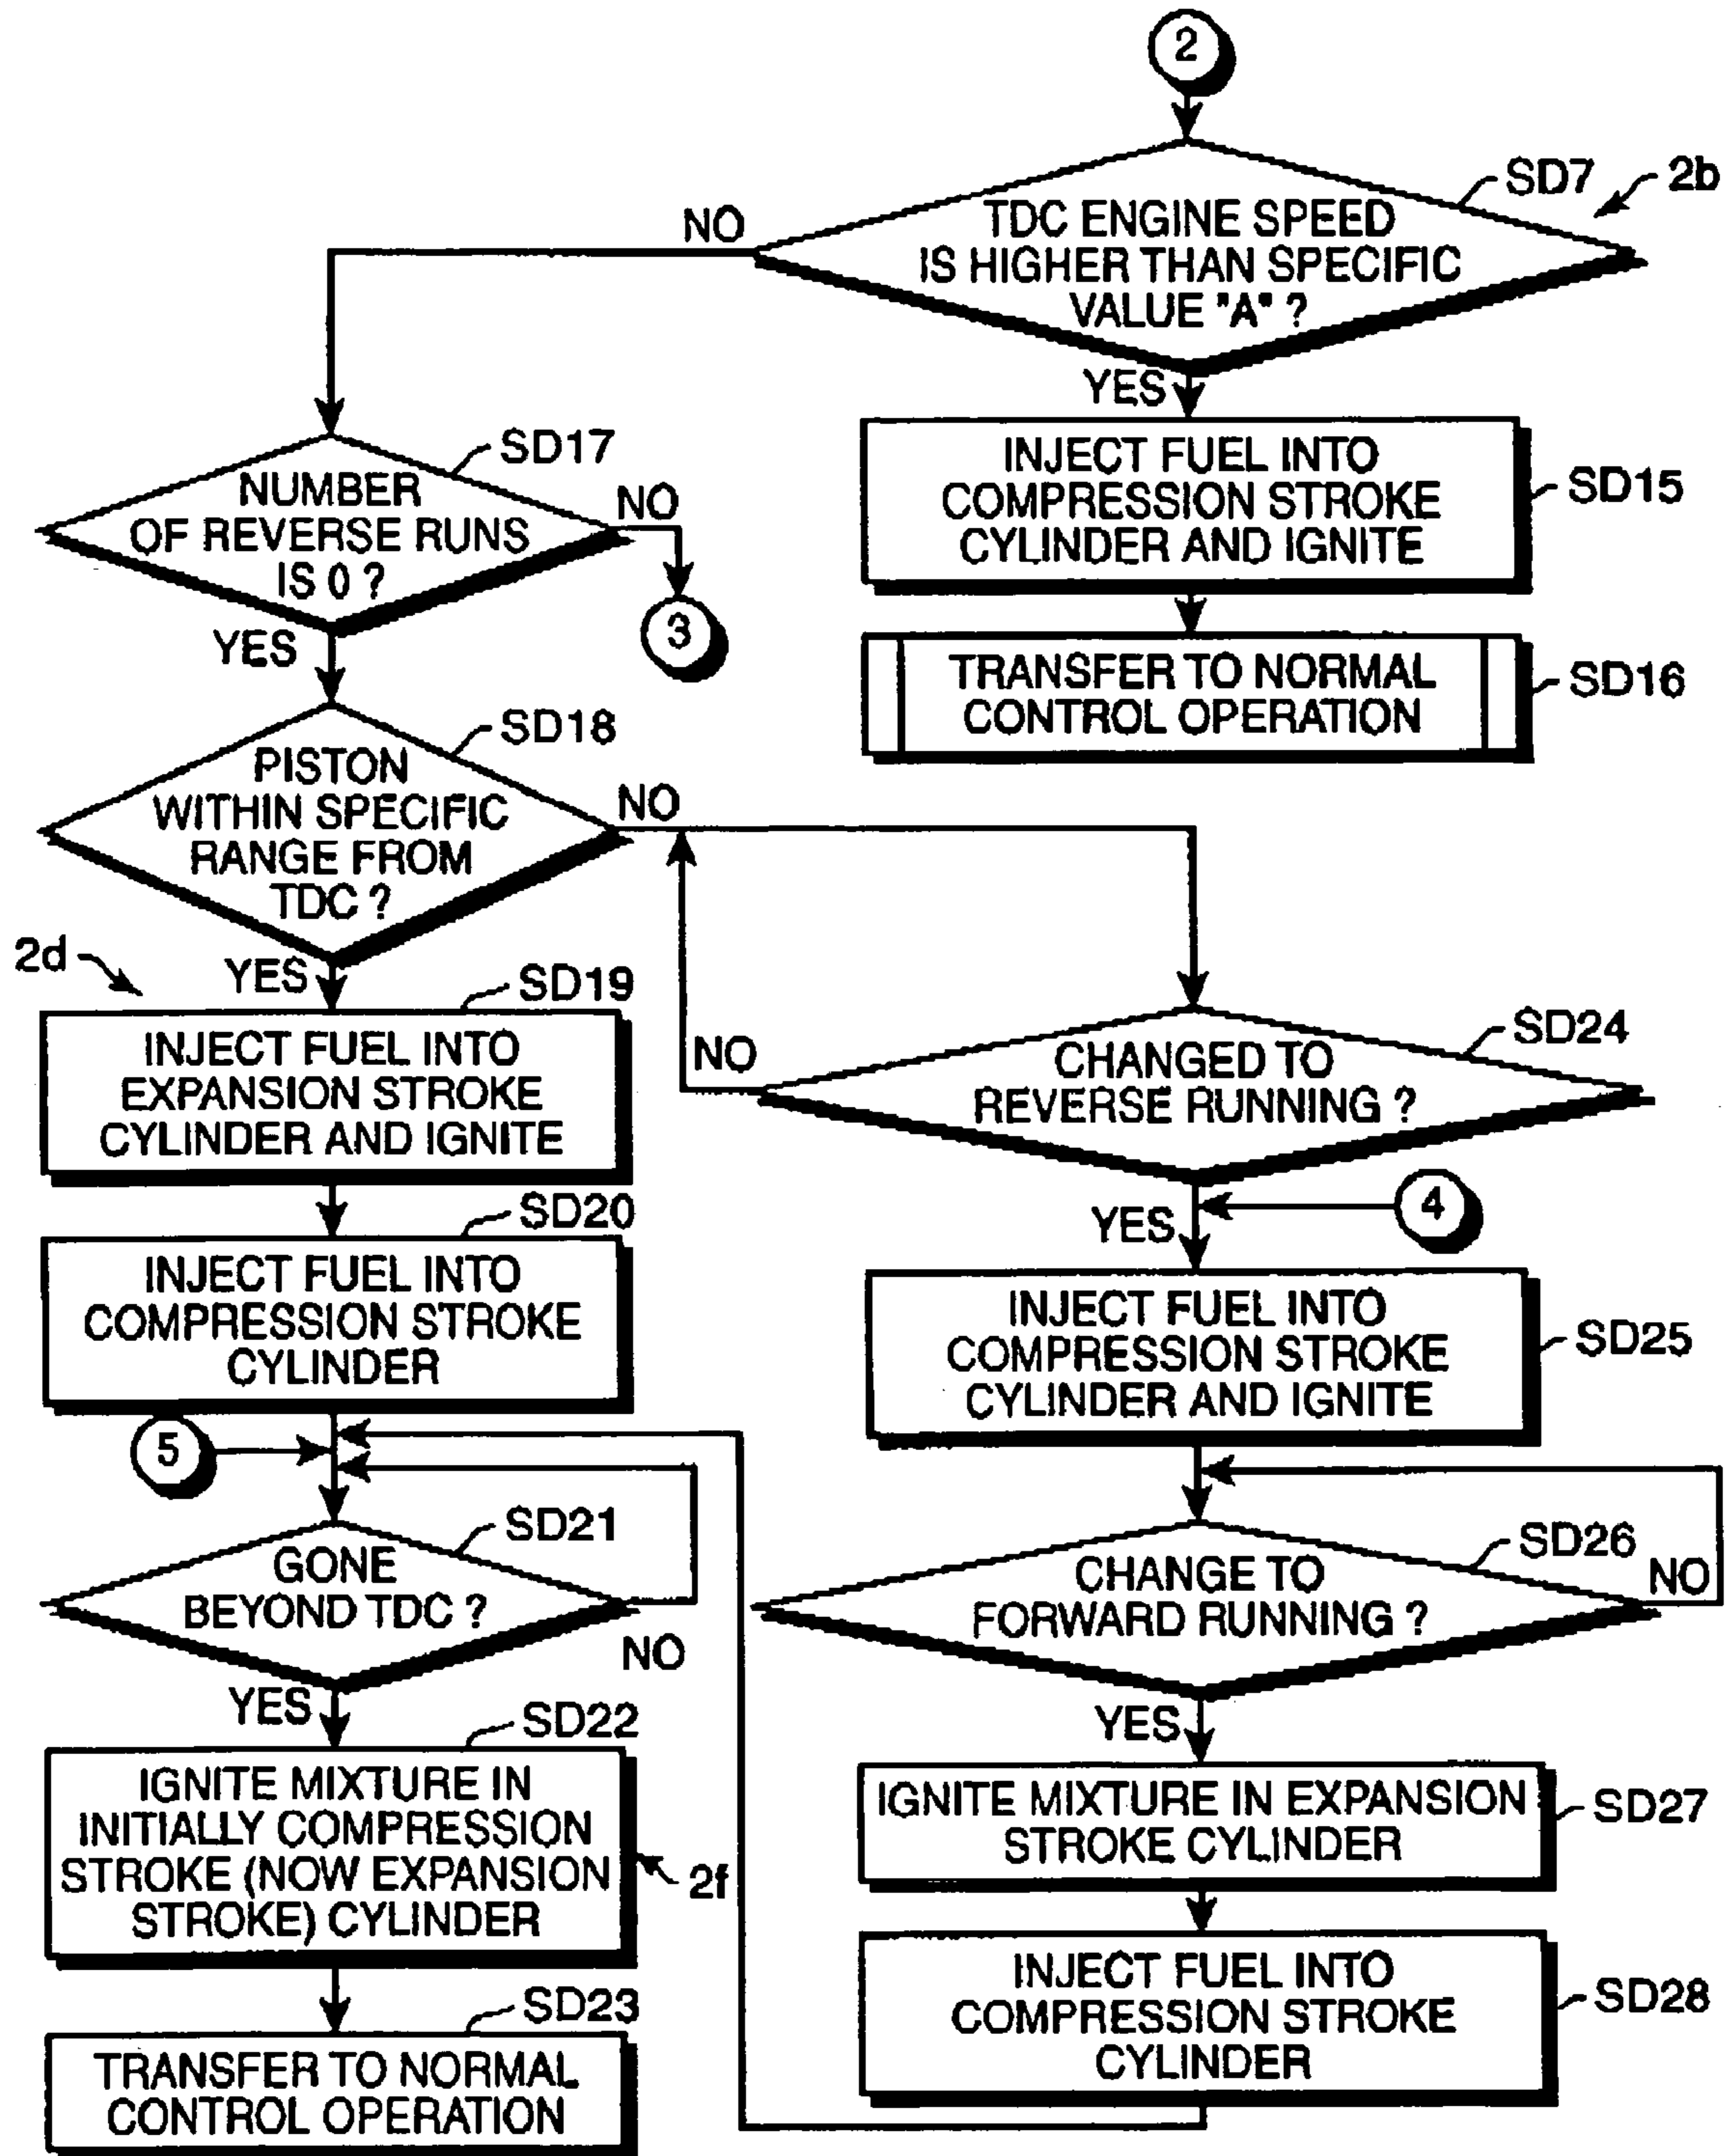 2
SD7
2b
TDC ENGINE SPEED
IS HIGHER THAN SPECIFIC
VALUE "A" ?
NO
YES
INJECT FUEL INTO
COMPRESSION STROKE
CYLINDER AND IGNITE
SD15
TRANSFER TO NORMAL
CONTROL OPERATION
SD16
SD17
NUMBER
OF REVERSE RUNS
IS 0 ?
NO
3
YES
SD18
PISTON
WITHIN SPECIFIC
RANGE FROM
TDC ?
NO
2d
YES
SD19
INJECT FUEL INTO
EXPANSION STROKE
CYLINDER AND IGNITE
SD20
INJECT FUEL INTO
COMPRESSION STROKE
CYLINDER
5
SD21
GONE
BEYOND TDC ?
NO
YES
SD22
IGNITE MIXTURE IN
INITIALLY COMPRESSION
STROKE (NOW EXPANSION
STROKE) CYLINDER
2f
SD23
TRANSFER TO NORMAL
CONTROL OPERATION
SD24
CHANGED TO
REVERSE RUNNING ?
NO
YES
4
INJECT FUEL INTO
COMPRESSION STROKE
CYLINDER AND IGNITE
SD25
SD26
CHANGE TO
FORWARD RUNNING ?
NO
YES
IGNITE MIXTURE IN EXPANSION
STROKE CYLINDER
SD27
INJECT FUEL INTO
COMPRESSION STROKE
CYLINDER
SD28